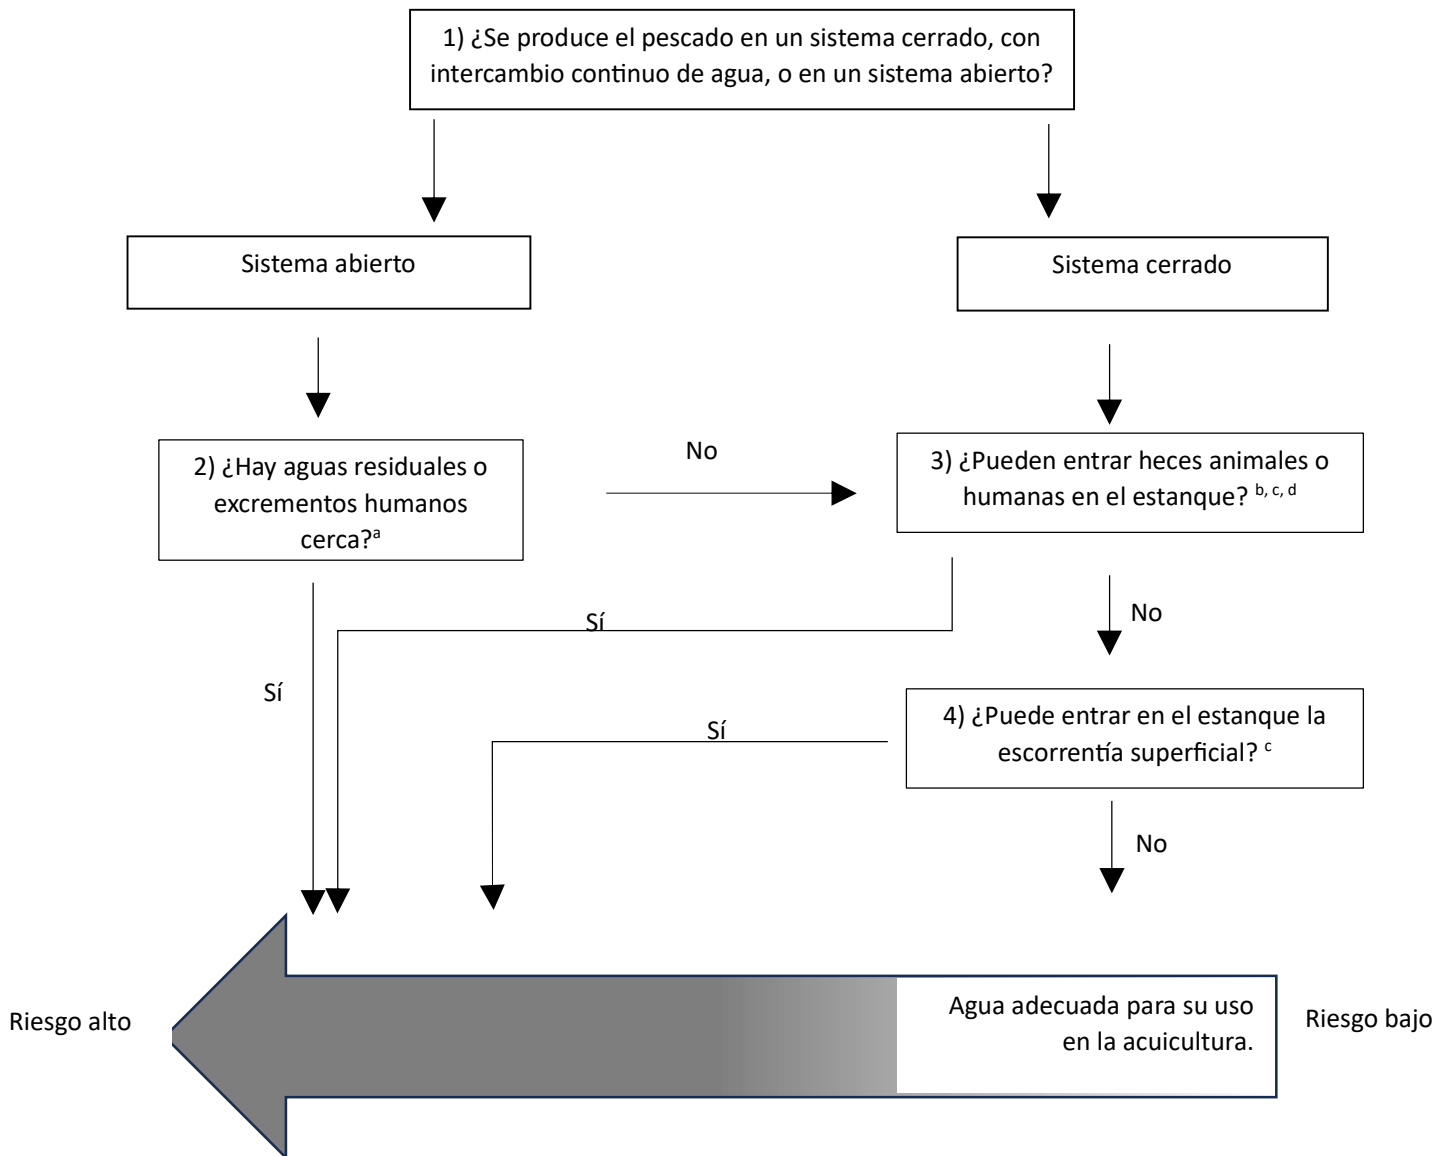 1) ¿Se produce el pescado en un sistema cerrado, con
intercambio continuo de agua, o en un sistema abierto?
Sistema abierto
Sistema cerrado
2) ¿Hay aguas residuales o
excrementos humanos
cerca?ª
No
3) ¿Pueden entrar heces animales o
humanas en el estanque? b, c, d
Sí
No
Sí
4) ¿Puede entrar en el estanque la
escorrentía superficial? c
Sí
No
Riesgo alto
Agua adecuada para su uso
en la acuicultura.
Riesgo bajo